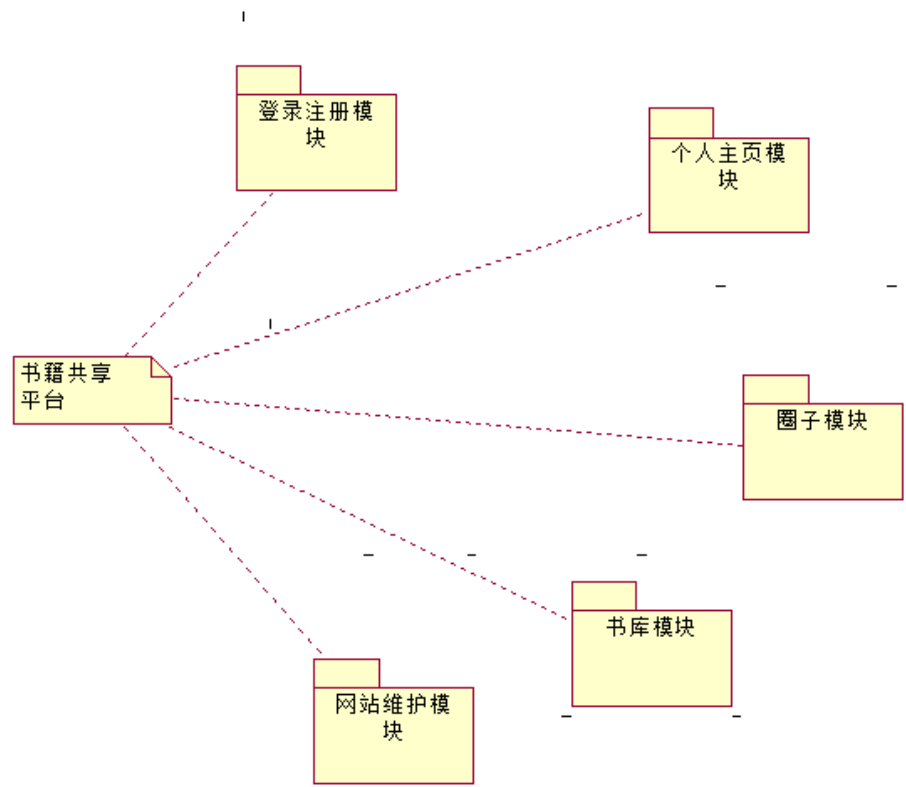 登录注册模
块
个人主页模
块
书籍共享
平台
圈子模块
书库模块
网站维护模
块